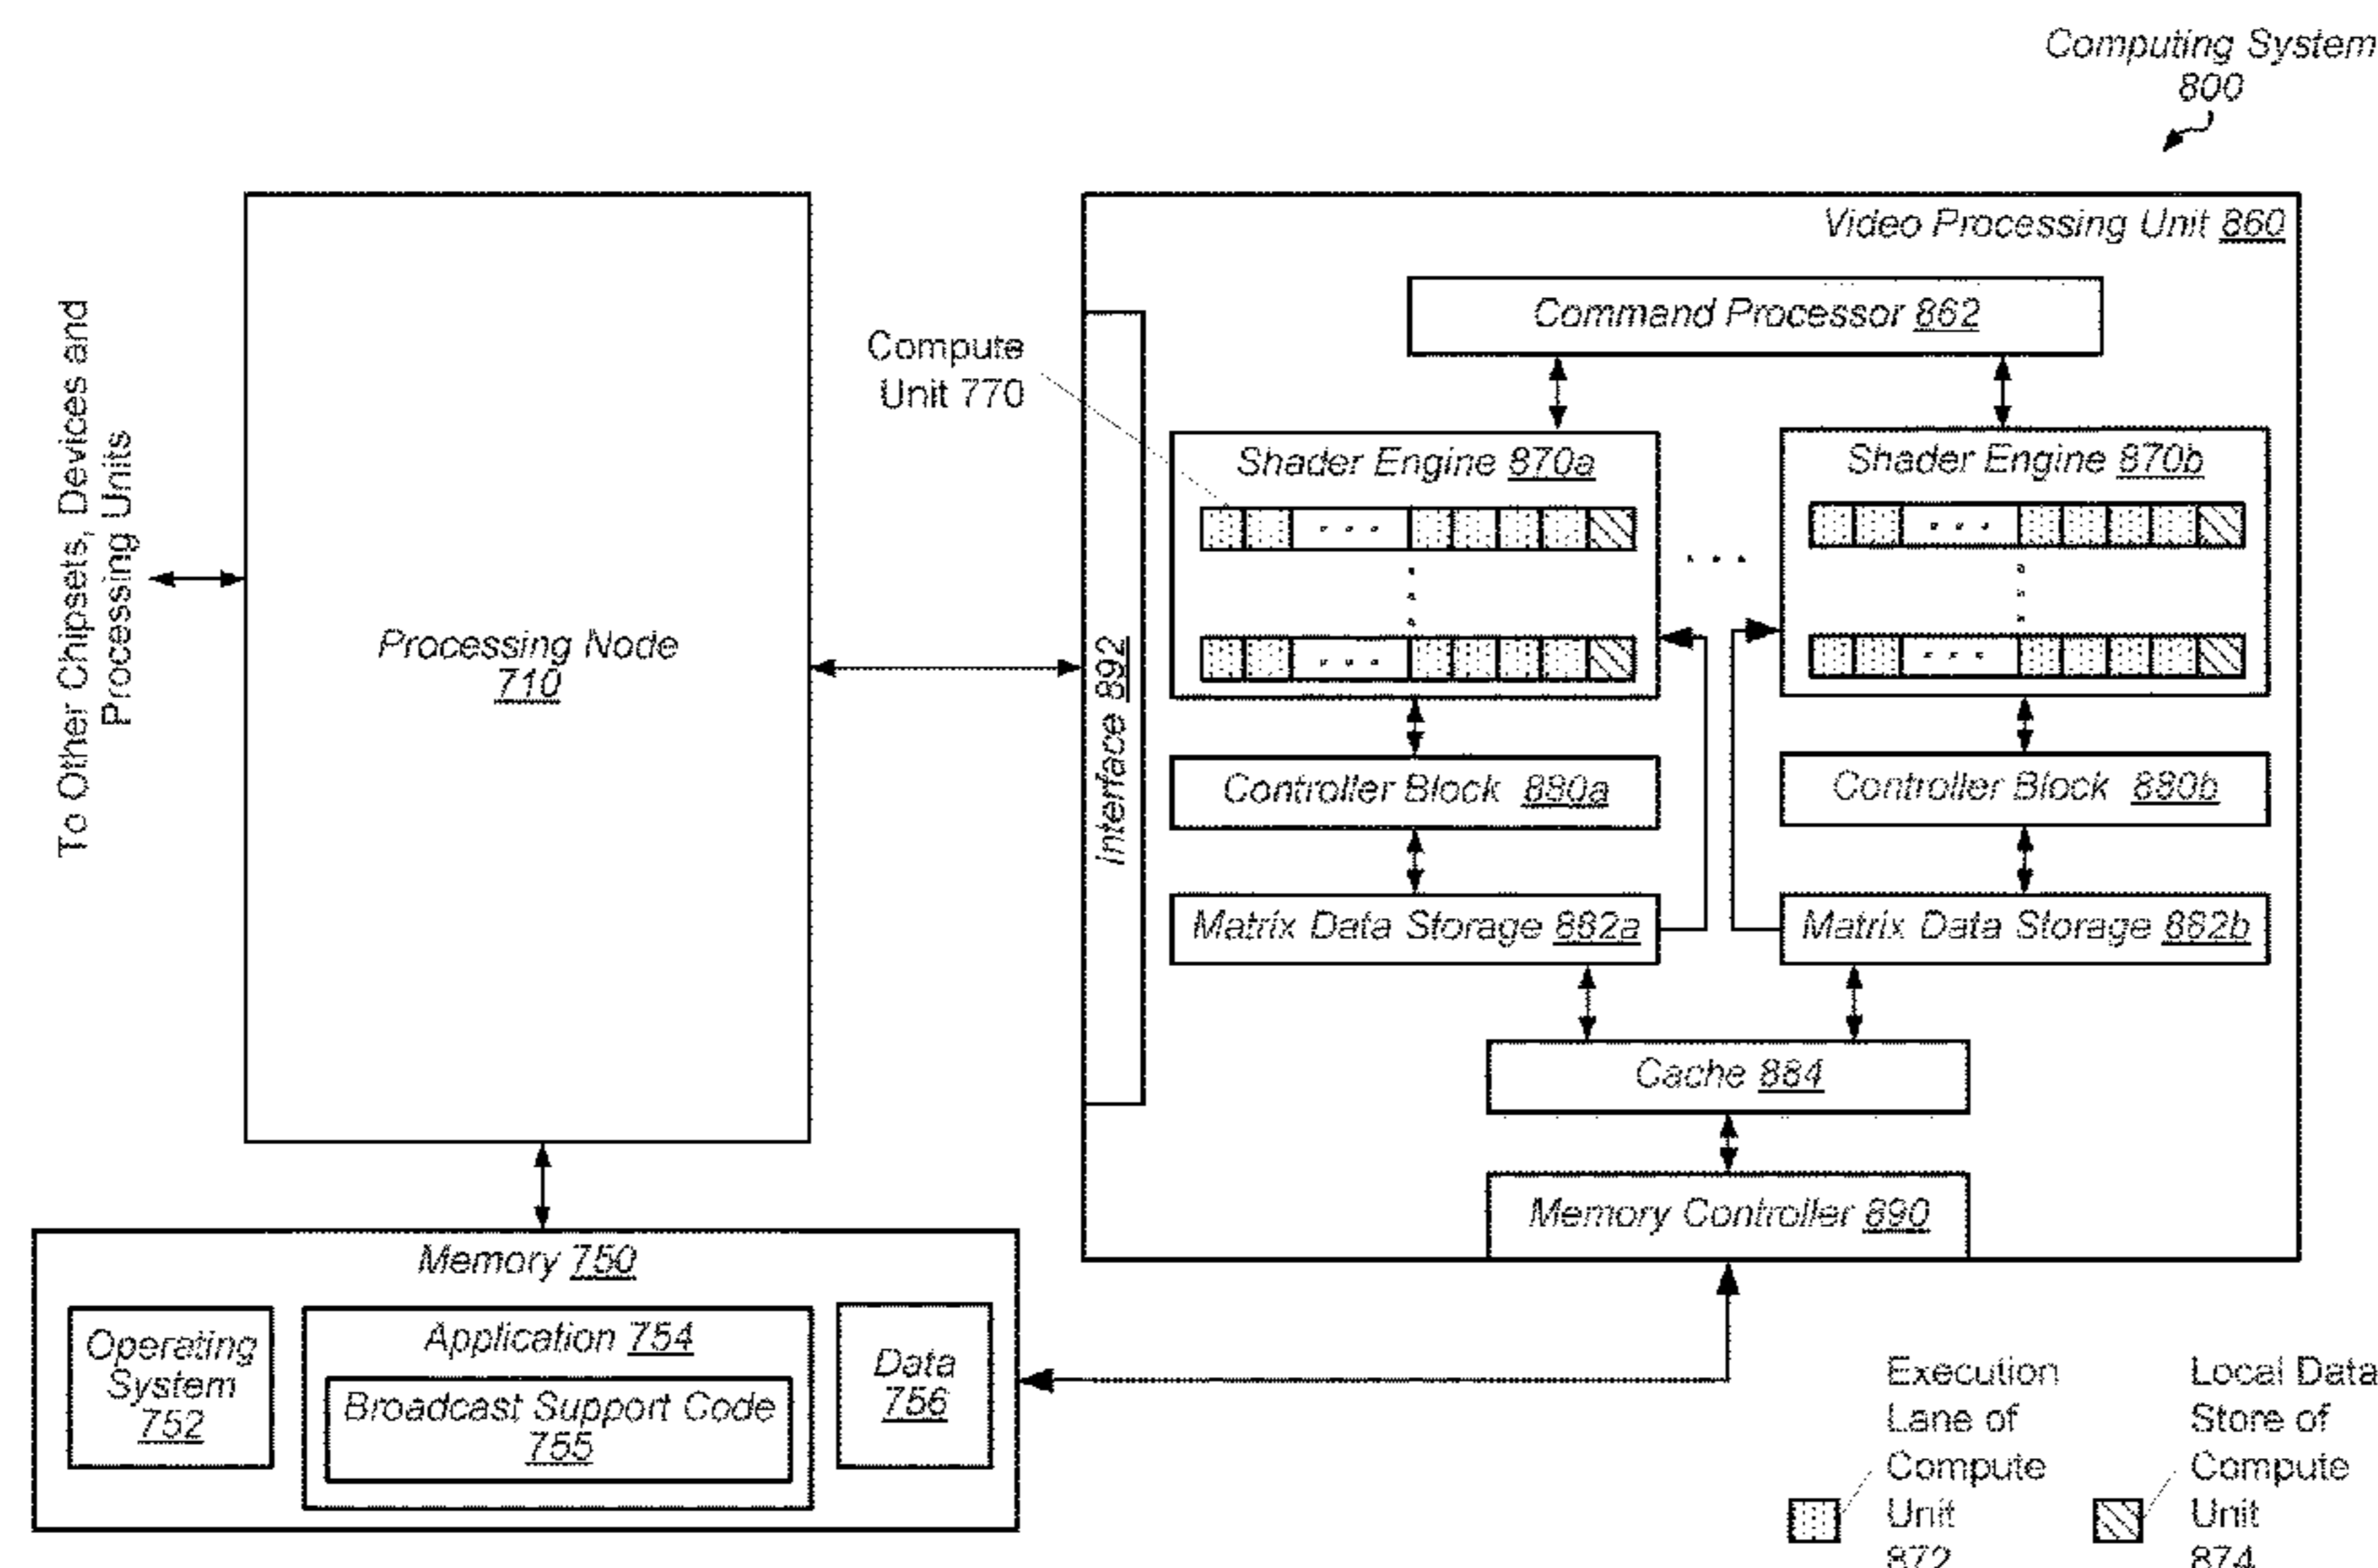 Computing System
800
Video Processing Unit 860
Command Processor 862
Compute
Unit 770
Shader Engine 870a
Shader Engine 870b
. . .
To Other Chipsets, Devices and
Processing Units
Processing Node
710
Interface 892
Controller Block 880a
Controller Block 880b
Matrix Data Storage 882a
Matrix Data Storage 882b
Cache 884
Memory Controller 890
Memory 750
Operating
System
752
Application 754
Broadcast Support Code
755
Data
756
Execution
Lane of
Compute
Unit
872
Local Data
Store of
Compute
Unit
874